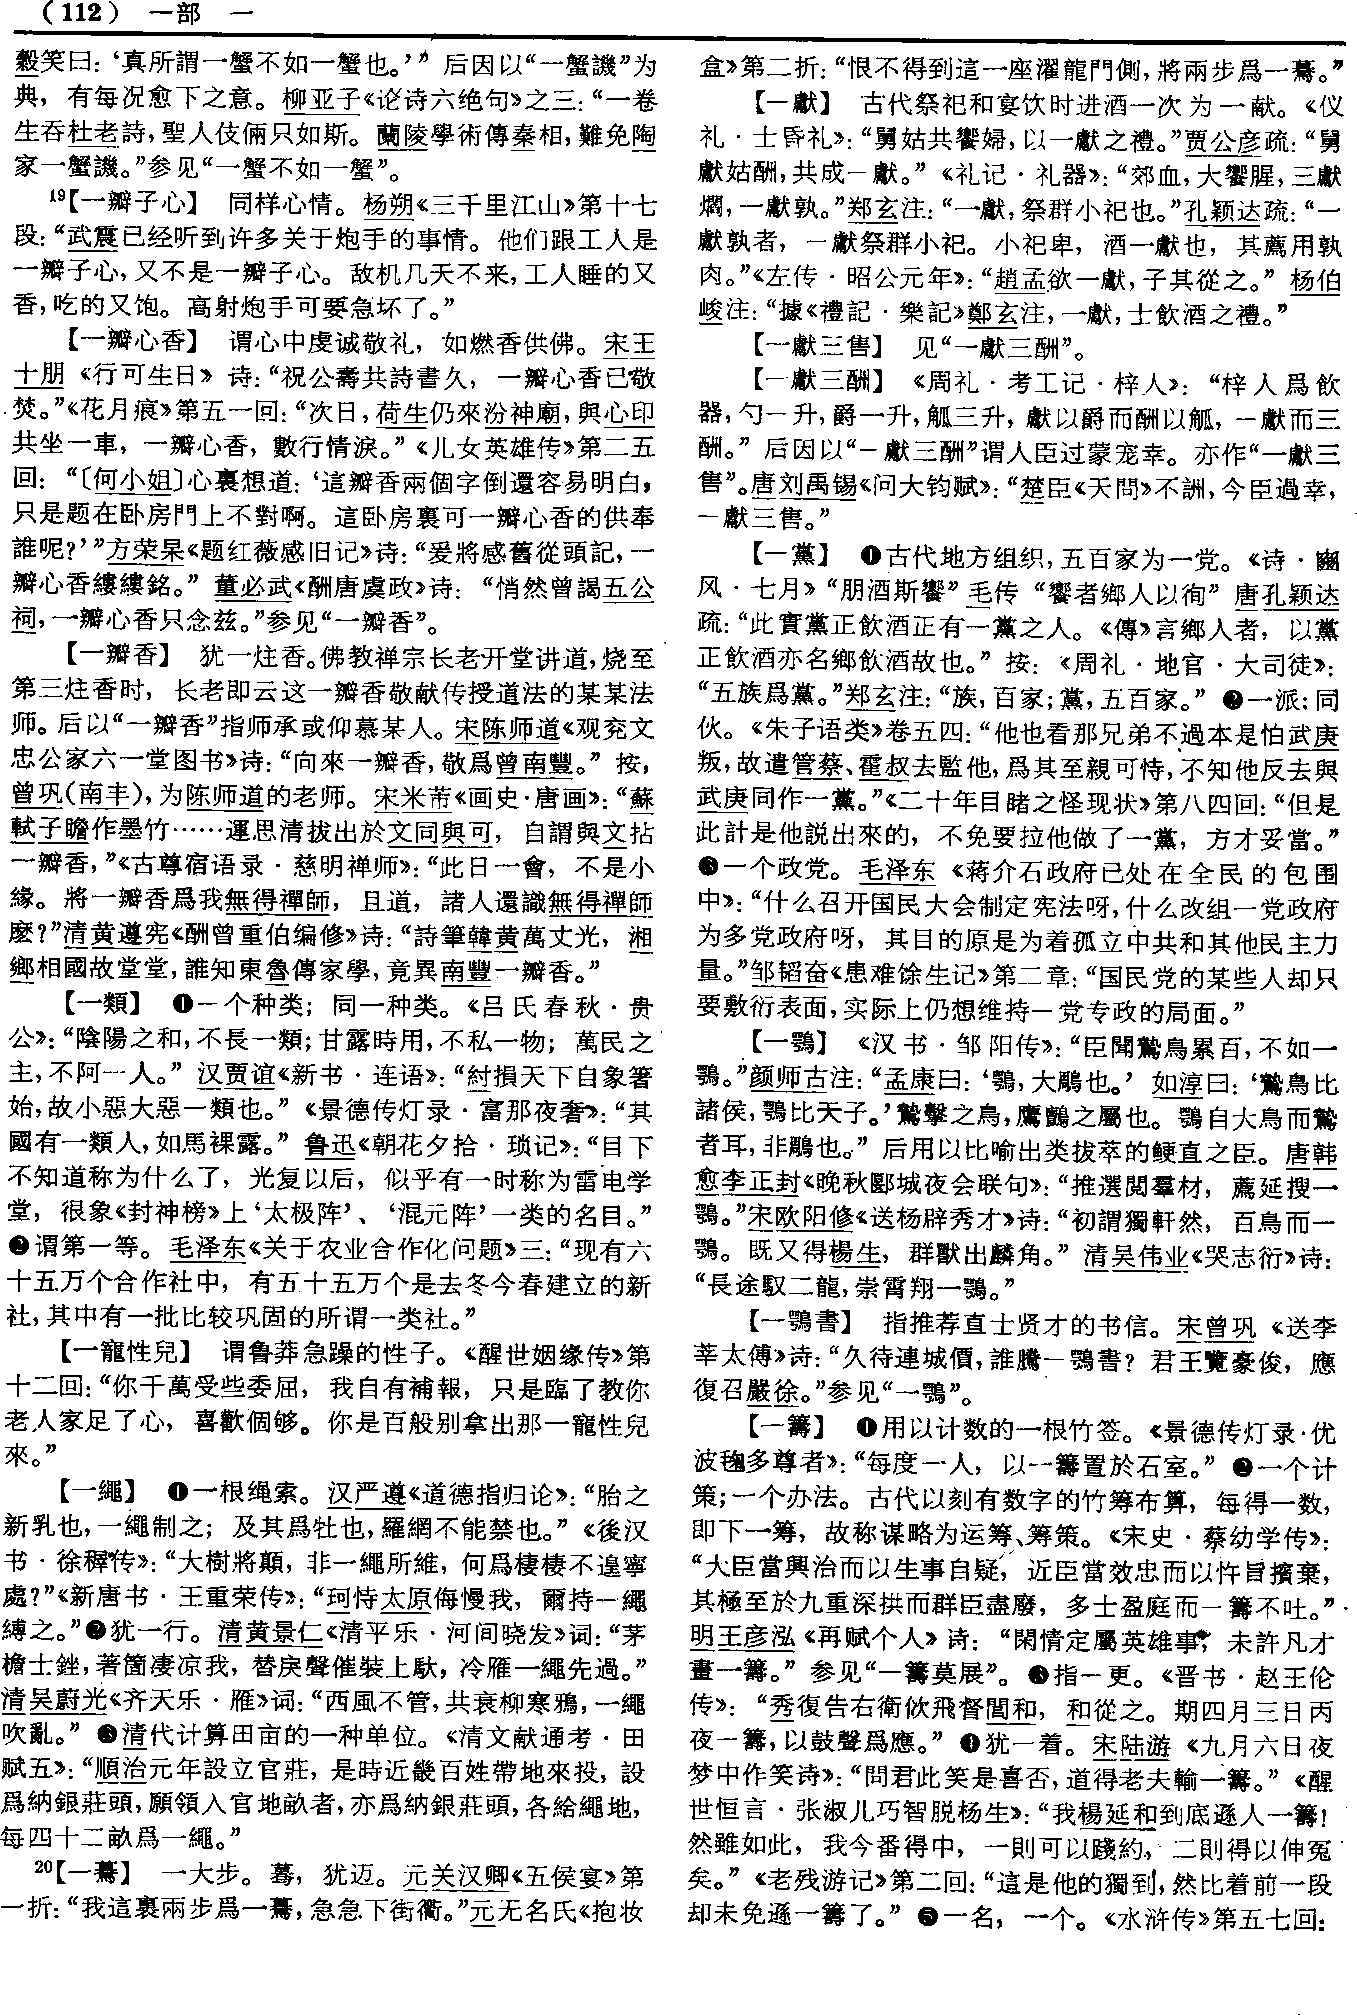 （112） 一部 一
縠笑曰：‘真所謂一蟹不如一蟹也。’”后因以“一蟹譏”为
典，有每况愈下之意。柳亚子《论诗六绝句》之三：“一卷
生吞杜老詩，聖人伎倆只如斯。蘭陵學術傳秦相，難免陶
家一蟹譏。”参见“一蟹不如一蟹”。
19【一瓣子心】 同样心情。杨朔《三千里江山》第十七
段：“武震已经听到许多关于炮手的事情。他们跟工人是
一瓣子心，又不是一瓣子心。敌机几天不来，工人睡的又
香，吃的又饱。高射炮手可要急坏了。”
【一瓣心香】 谓心中虔诚敬礼，如燃香供佛。宋王
十朋《行可生日》诗：“祝公壽共詩書久，一瓣心香已敬
焚。”《花月痕》第五一回：“次日，荷生仍來汾神廟，與心印
共坐一車，一瓣心香，數行情淚。”《儿女英雄传》第二五
回：“〔何小姐〕心裏想道：‘這瓣香兩個字倒還容易明白，
只是题在卧房門上不對啊。這卧房裏可一瓣心香的供奉
誰呢？’”方荣杲《题红薇感旧记》诗：“爰將感舊從頭記，一
瓣心香縷縷銘。”董必武《酬唐虞政》诗：“悄然曾謁五公
祠，一瓣心香只念兹。”参见“一瓣香”。
【一瓣香】 犹一炷香。佛教禅宗长老开堂讲道，烧至
第三炷香时，长老即云这一瓣香敬献传授道法的某某法
师。后以“一瓣香”指师承或仰慕某人。宋陈师道《观兖文
忠公家六一堂图书》诗：“向來一瓣香，敬爲曾南豐。”按，
曾巩（南丰），为陈师道的老师。宋米芾《画史·唐画》：“蘇
軾子瞻作墨竹……運思清拔出於文同與可，自謂與文拈
一瓣香，”《古尊宿语录·慈明禅师》：“此日一會，不是小
緣。將一瓣香爲我無得禪師，且道，諸人還識無得禪師
麽？”清黄遵宪《酬曾重伯编修》诗：“詩筆韓黄萬丈光，湘
鄉相國故堂堂，誰知東魯傳家學，竟異南豐一瓣香。”
【一類】 ❶一个种类；同一种类。《吕氏春秋·贵
公》：“陰陽之和，不長一類；甘露時用，不私一物；萬民之
主，不阿一人。”汉贾谊《新书·连语》：“紂損天下自象箸
始，故小惡大惡一類也。”《景德传灯录·富那夜奢》：“其
國有一類人，如馬裸露。”鲁迅《朝花夕拾·琐记》：“目下
不知道称为什么了，光复以后，似乎有一时称为雷电学
堂，很象《封神榜》上‘太极阵’、‘混元阵’一类的名目。”
❷谓第一等。毛泽东《关于农业合作化问题》三：“现有六
十五万个合作社中，有五十五万个是去冬今春建立的新
社，其中有一批比较巩固的所谓一类社。”
【一寵性兒】 谓鲁莽急躁的性子。《醒世姻缘传》第
十二回：“你千萬受些委屈，我自有補報，只是臨了教你
老人家足了心，喜歡個够。你是百般别拿出那一寵性兒
來。”
【一繩】 ❶一根绳索。汉严遵《道德指归论》：“胎之
新乳也，一繩制之；及其爲牡也，羅網不能禁也。”《後汉
书·徐穉传》：“大樹將顛，非一繩所維，何爲棲棲不遑寧
處？”《新唐书·王重荣传》：“珂恃太原侮慢我，爾持一繩
縛之。”❷犹一行。清黄景仁《清平乐·河间晓发》词：“茅
檐土銼，著箇凄凉我，替戾聲催裝上馱，冷雁一繩先過。”
清吴蔚光《齐天乐·雁》词：“西風不管，共衰柳寒鴉，一繩
吹亂。”❸清代计算田亩的一种单位。《清文献通考·田
赋五》：“順治元年設立官莊，是時近畿百姓帶地來投，設
爲納銀莊頭，願領入官地畝者，亦爲納銀莊頭，各給繩地，
每四十二畝爲一繩。”
20【一驀】 一大步。蓦，犹迈。元关汉卿《五侯宴》第
一折：“我這裏兩步爲一驀，急急下街衢。”元无名氏《抱妆
盒》第二折：“恨不得到這一座濯龍門側，將兩步爲一驀。”
【一獻】 古代祭祀和宴饮时进酒一次为一献。《仪
礼·士昏礼》：“舅姑共饗婦，以一獻之禮。”贾公彦疏：“舅
獻姑酬，共成一獻。”《礼记·礼器》：“郊血，大饗腥，三獻
爓，一獻孰。”郑玄注：“一獻，祭群小祀也。”孔颖达疏：“一
獻孰者，一獻祭群小祀。小祀卑，酒一獻也，其薦用孰
肉。”《左传·昭公元年》：“趙孟欲一獻，子其從之。”杨伯
峻注：“據《禮記·樂記》鄭玄注，一獻，士飲酒之禮。”
【一獻三售】 见“一獻三酬”。
【一獻三酬】 《周礼·考工记·梓人》：“梓人爲飲
器，勺一升，爵一升，觚三升，獻以爵而酬以觚，一獻而三
酬。”后因以“一獻三酬”谓人臣过蒙宠幸。亦作“一獻三
售”。唐刘禹锡《问大钧赋》：“楚臣《天問》不詶，今臣過幸，
一獻三售。”
【一黨】 ❶古代地方组织，五百家为一党。《诗·豳
风·七月》“朋酒斯饗”毛传“饗者鄉人以徇”唐孔颖达
疏：“此實黨正飲酒正有一黨之人。《傳》言鄉人者，以黨
正飲酒亦名鄉飲酒故也。”按：《周礼·地官·大司徒》：
“五族爲黨。”郑玄注：“族，百家；黨，五百家。”❷一派；同
伙。《朱子语类》卷五四：“他也看那兄弟不過本是怕武庚
叛，故遣管蔡、霍叔去監他，爲其至親可恃，不知他反去與
武庚同作一黨。”《二十年目睹之怪现状》第八四回：“但是
此計是他説出來的，不免要拉他做了一黨，方才妥當。”
❸一个政党。毛泽东《蒋介石政府已处在全民的包围
中》：“什么召开国民大会制定宪法呀，什么改组一党政府
为多党政府呀，其目的原是为着孤立中共和其他民主力
量。”邹韬奋《患难馀生记》第二章：“国民党的某些人却只
要敷衍表面，实际上仍想维持一党专政的局面。”
【一鶚】 《汉书·邹阳传》：“臣聞鷙鳥累百，不如一
鶚。”颜师古注：“孟康曰：‘鶚，大鵰也。’如淳曰：‘鷙鳥比
諸侯，鶚比天子。’鷙擊之鳥，鷹鸇之屬也。鶚自大鳥而鷙
者耳，非鵰也。”后用以比喻出类拔萃的鲠直之臣。唐韩
愈李正封《晚秋郾城夜会联句》：“推選閲羣材，薦延搜一
鶚。”宋欧阳修《送杨辟秀才》诗：“初謂獨軒然，百鳥而一
鶚。既又得楊生，群獸出麟角。”清吴伟业《哭志衍》诗：
“長途馭二龍，崇霄翔一鶚。”
【一鶚書】 指推荐直士贤才的书信。宋曾巩《送李
莘太傅》诗：“久待連城價，誰騰一鶚書？君王覽豪俊，應
復召嚴徐。”参见“一鶚”。
【一籌】 ❶用以计数的一根竹签。《景德传灯录·优
波毱多尊者》：“每度一人，以一籌置於石室。”❷一个计
策；一个办法。古代以刻有数字的竹筹布算，每得一数，
即下一筹，故称谋略为运筹、筹策。《宋史·蔡幼学传》：
“大臣當興治而以生事自疑，近臣當效忠而以忤旨擯棄，
其極至於九重深拱而群臣盡廢，多士盈庭而一籌不吐。”
明王彦泓《再赋个人》诗：“閑情定屬英雄事，未許凡才
畫一籌。”参见“一籌莫展”。❸指一更。《晋书·赵王伦
传》：“秀復告右衛佽飛督閭和，和從之。期四月三日丙
夜一籌，以鼓聲爲應。”❹犹一着。宋陆游《九月六日夜
梦中作笑诗》：“問君此笑是喜否，道得老夫輸一籌。”《醒
世恒言·张淑儿巧智脱杨生》：“我楊延和到底遜人一籌！
然雖如此，我今番得中，一則可以踐約，二則得以伸冤
矣。”《老残游记》第二回：“這是他的獨到，然比着前一段
却未免遜一籌了。”❺一名，一个。《水浒传》第五七回：